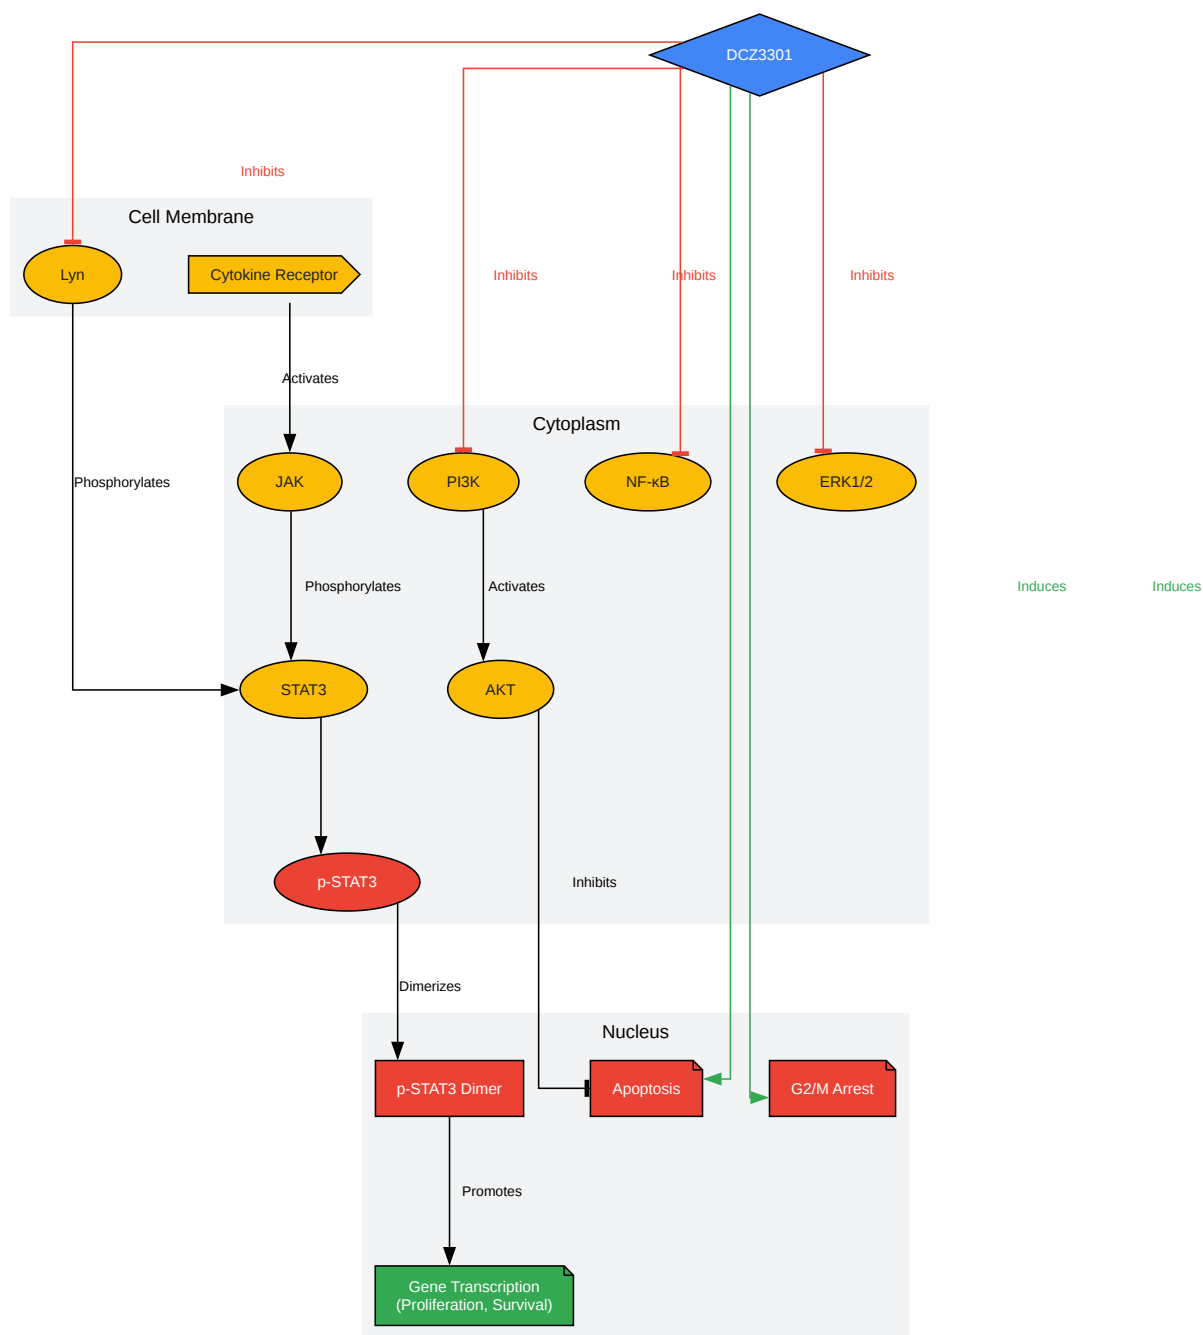 DCZ3301
Inhibits
Cell Membrane
Lyn
Cytokine Receptor
Inhibits
Inhibits
Inhibits
Activates
Cytoplasm
Phosphorylates
JAK
PI3K
NF-κB
ERK1/2
Phosphorylates
Activates
Induces
Induces
STAT3
AKT
p-STAT3
Inhibits
Dimerizes
Nucleus
p-STAT3 Dimer
Apoptosis
G2/M Arrest
Promotes
Gene Transcription
(Proliferation, Survival)